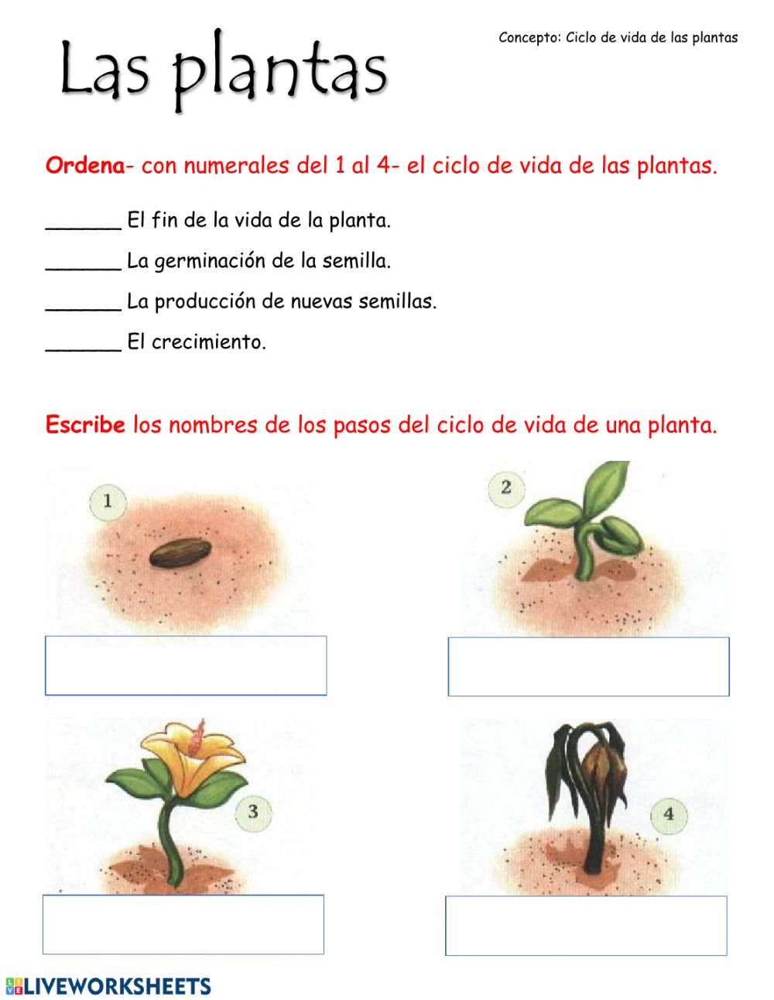 Las plantas
Concepto: Ciclo de vida de las plantas
Ordena- con numerales del 1 al 4- el ciclo de vida de las plantas.
______ El fin de la vida de la planta.
______ La germinación de la semilla.
______ La producción de nuevas semillas.
______ El crecimiento.
Escribe los nombres de los pasos del ciclo de vida de una planta.
1
2
3
4
LIVE LIVEWORKSHEETS